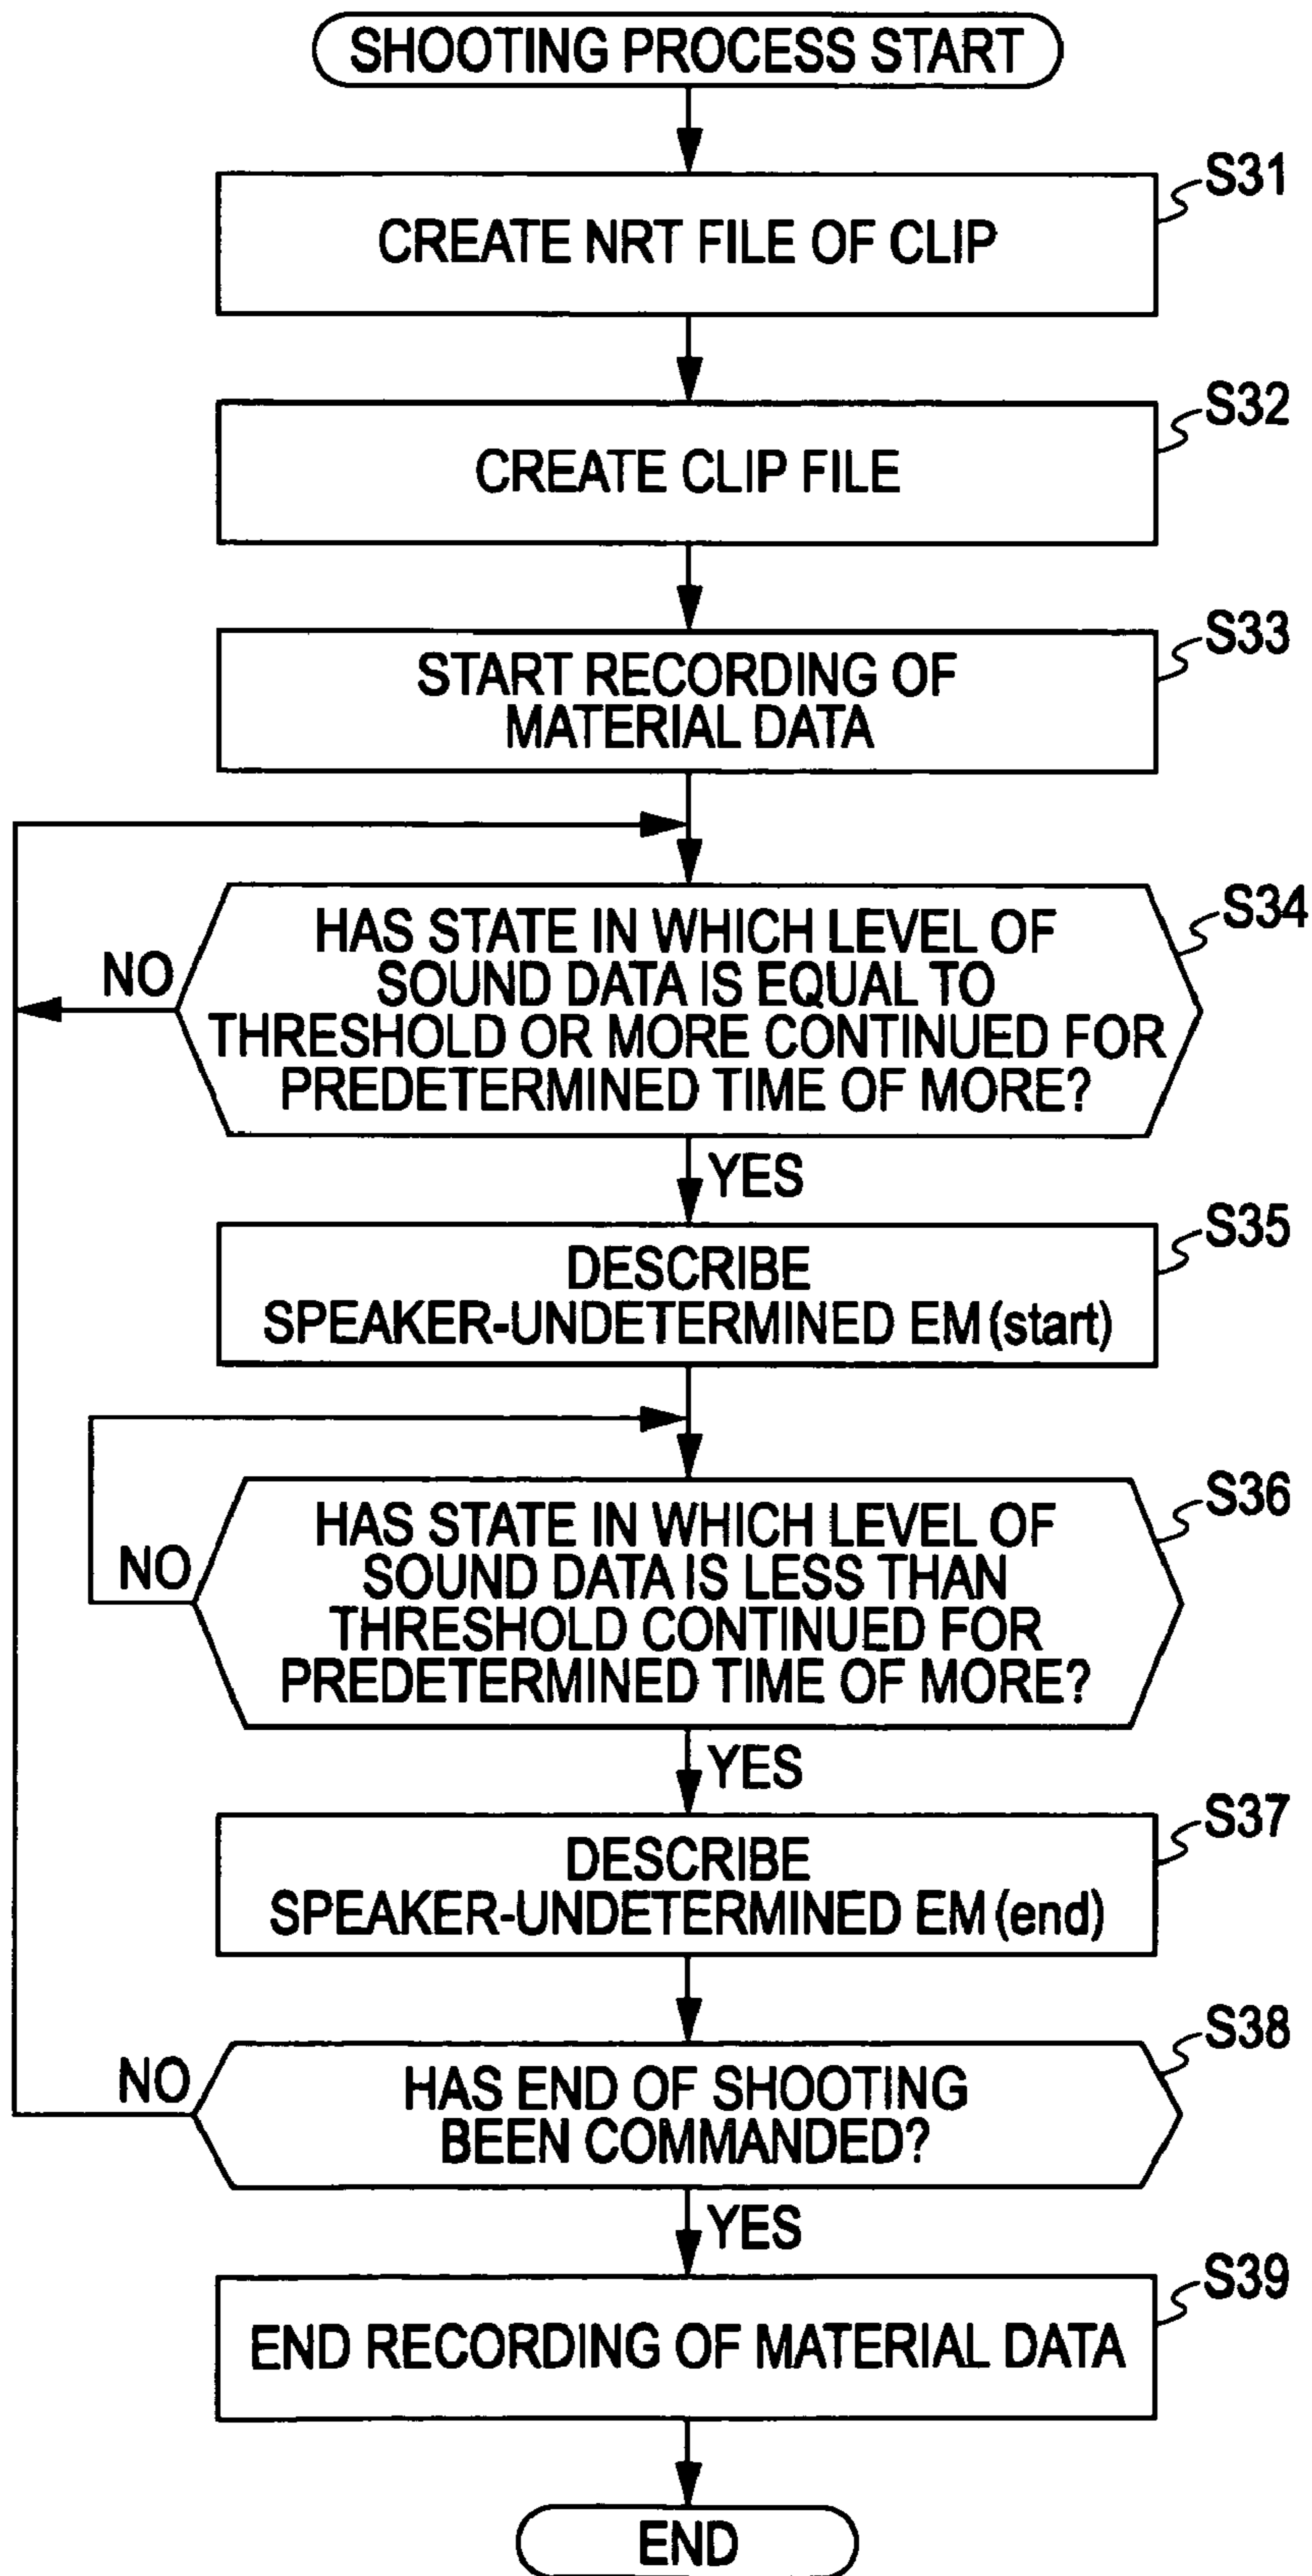 SHOOTING PROCESS START
S31
CREATE NRT FILE OF CLIP
S32
CREATE CLIP FILE
S33
START RECORDING OF
MATERIAL DATA
S34
HAS STATE IN WHICH LEVEL OF
SOUND DATA IS EQUAL TO
THRESHOLD OR MORE CONTINUED FOR
PREDETERMINED TIME OF MORE?
NO
YES
S35
DESCRIBE
SPEAKER-UNDETERMINED EM (start)
S36
HAS STATE IN WHICH LEVEL OF
SOUND DATA IS LESS THAN
THRESHOLD CONTINUED FOR
PREDETERMINED TIME OF MORE?
NO
YES
S37
DESCRIBE
SPEAKER-UNDETERMINED EM (end)
S38
NO
HAS END OF SHOOTING
BEEN COMMANDED?
YES
S39
END RECORDING OF MATERIAL DATA
END